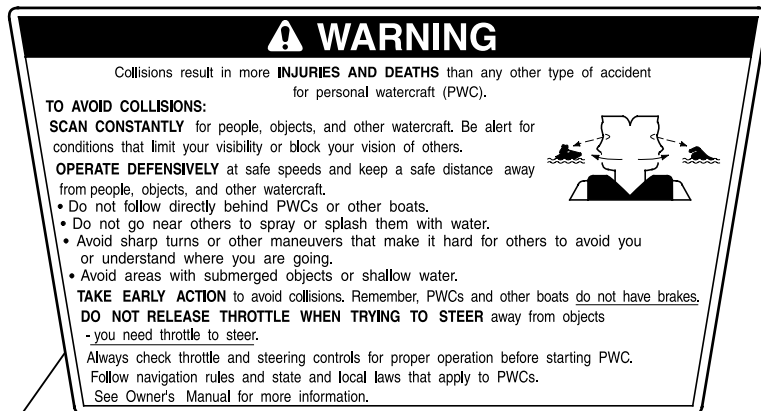 WARNING
Collisions result in more INJURIES AND DEATHS than any other type of accident
for personal watercraft (PWC).
TO AVOID COLLISIONS:
SCAN CONSTANTLY for people, objects, and other watercraft. Be alert for
conditions that limit your visibility or block your vision of others.
OPERATE DEFENSIVELY at safe speeds and keep a safe distance away
from people, objects, and other watercraft.
• Do not follow directly behind PWCs or other boats.
• Do not go near others to spray or splash them with water.
• Avoid sharp turns or other maneuvers that make it hard for others to avoid you
or understand where you are going.
• Avoid areas with submerged objects or shallow water.
TAKE EARLY ACTION to avoid collisions. Remember, PWCs and other boats do not have brakes.
DO NOT RELEASE THROTTLE WHEN TRYING TO STEER away from objects
- you need throttle to steer.
Always check throttle and steering controls for proper operation before starting PWC.
Follow navigation rules and state and local laws that apply to PWCs.
See Owner's Manual for more information.